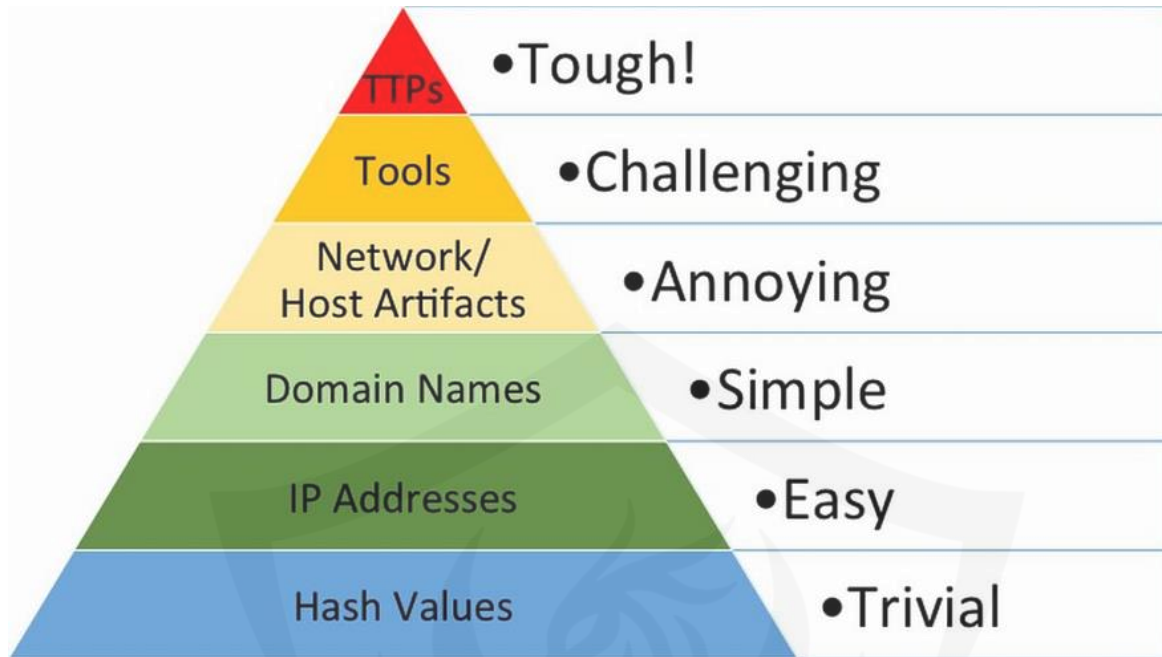 TTPs
•Tough!
Tools
•Challenging
Network/
Host Artifacts
•Annoying
Domain Names
•Simple
IP Addresses
•Easy
Hash Values
•Trivial